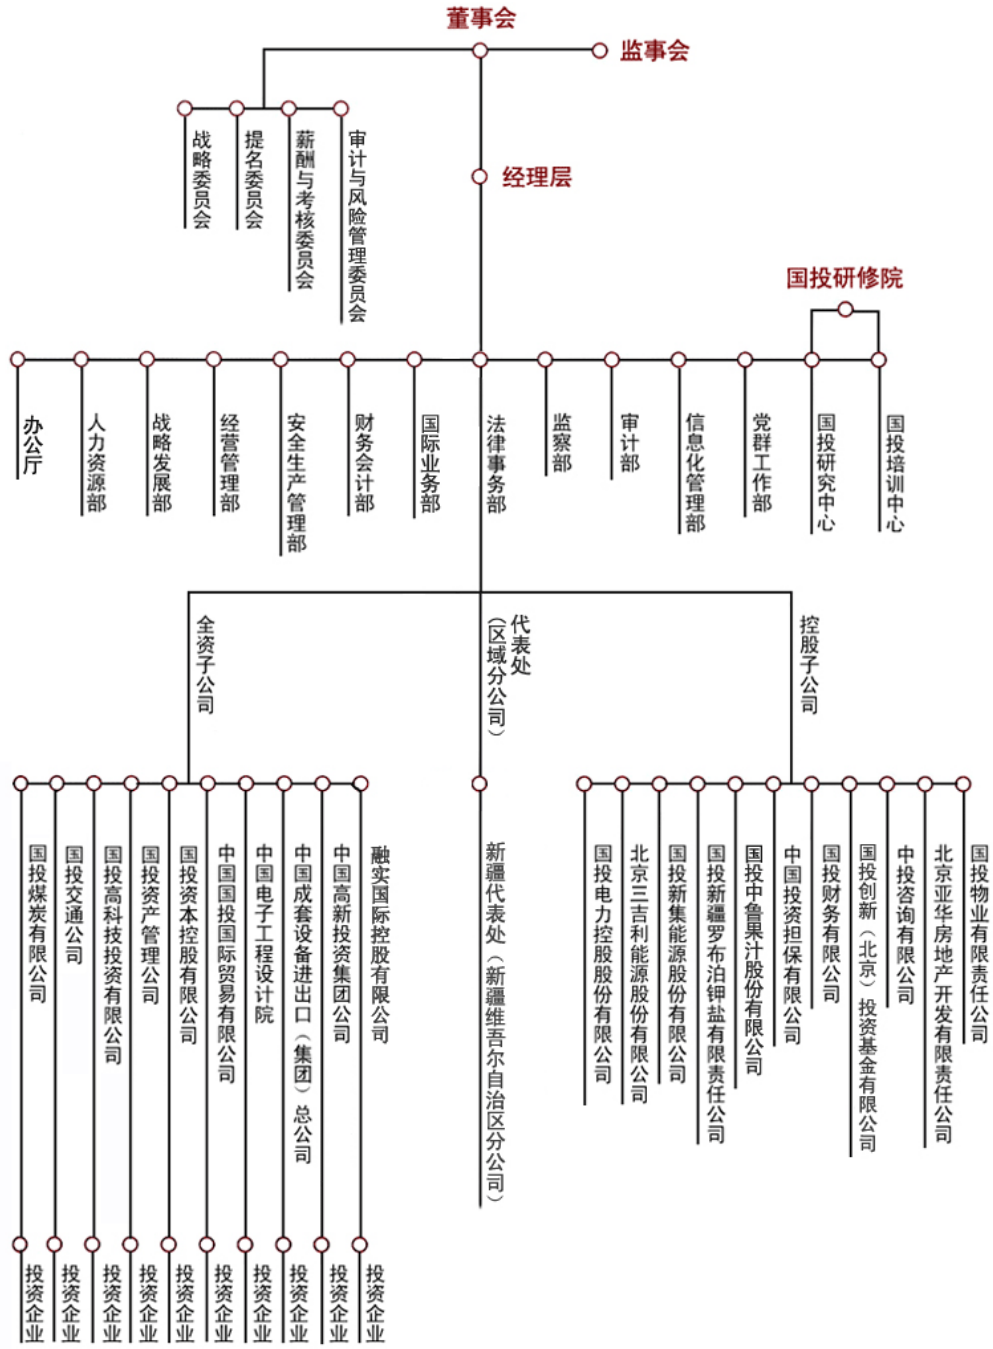 董事会
监事会
战略委员会
提名委员会
薪酬与考核委员会
审计与风险管理委员会
经理层
国投研修院
办公厅
人力资源部
战略发展部
经营管理部
安全生产管理部
财务会计部
国际业务部
法律事务部
监察部
审计部
信息化管理部
党群工作部
国投研究中心
国投培训中心
全资子公司
代表处
（区域分公司）
控股子公司
国投煤炭有限公司
国投交通公司
国投高科技投资有限公司
国投资产管理公司
国投资本控股有限公司
中国国投国际贸易有限公司
中国电子工程设计院
中国成套设备进出口（集团）总公司
中国高新投资集团公司
融实国际控股有限公司
新疆代表处（新疆维吾尔自治区分公司）
国投电力控股股份有限公司
北京三吉利能源股份有限公司
国投新集能源股份有限公司
国投新疆罗布泊钾盐有限责任公司
国投中鲁果汁股份有限公司
中国投资担保有限公司
国投财务有限公司
国投创新（北京）投资基金有限公司
中投咨询有限公司
北京亚华房地产开发有限责任公司
国投物业有限责任公司
投资企业
投资企业
投资企业
投资企业
投资企业
投资企业
投资企业
投资企业
投资企业
投资企业